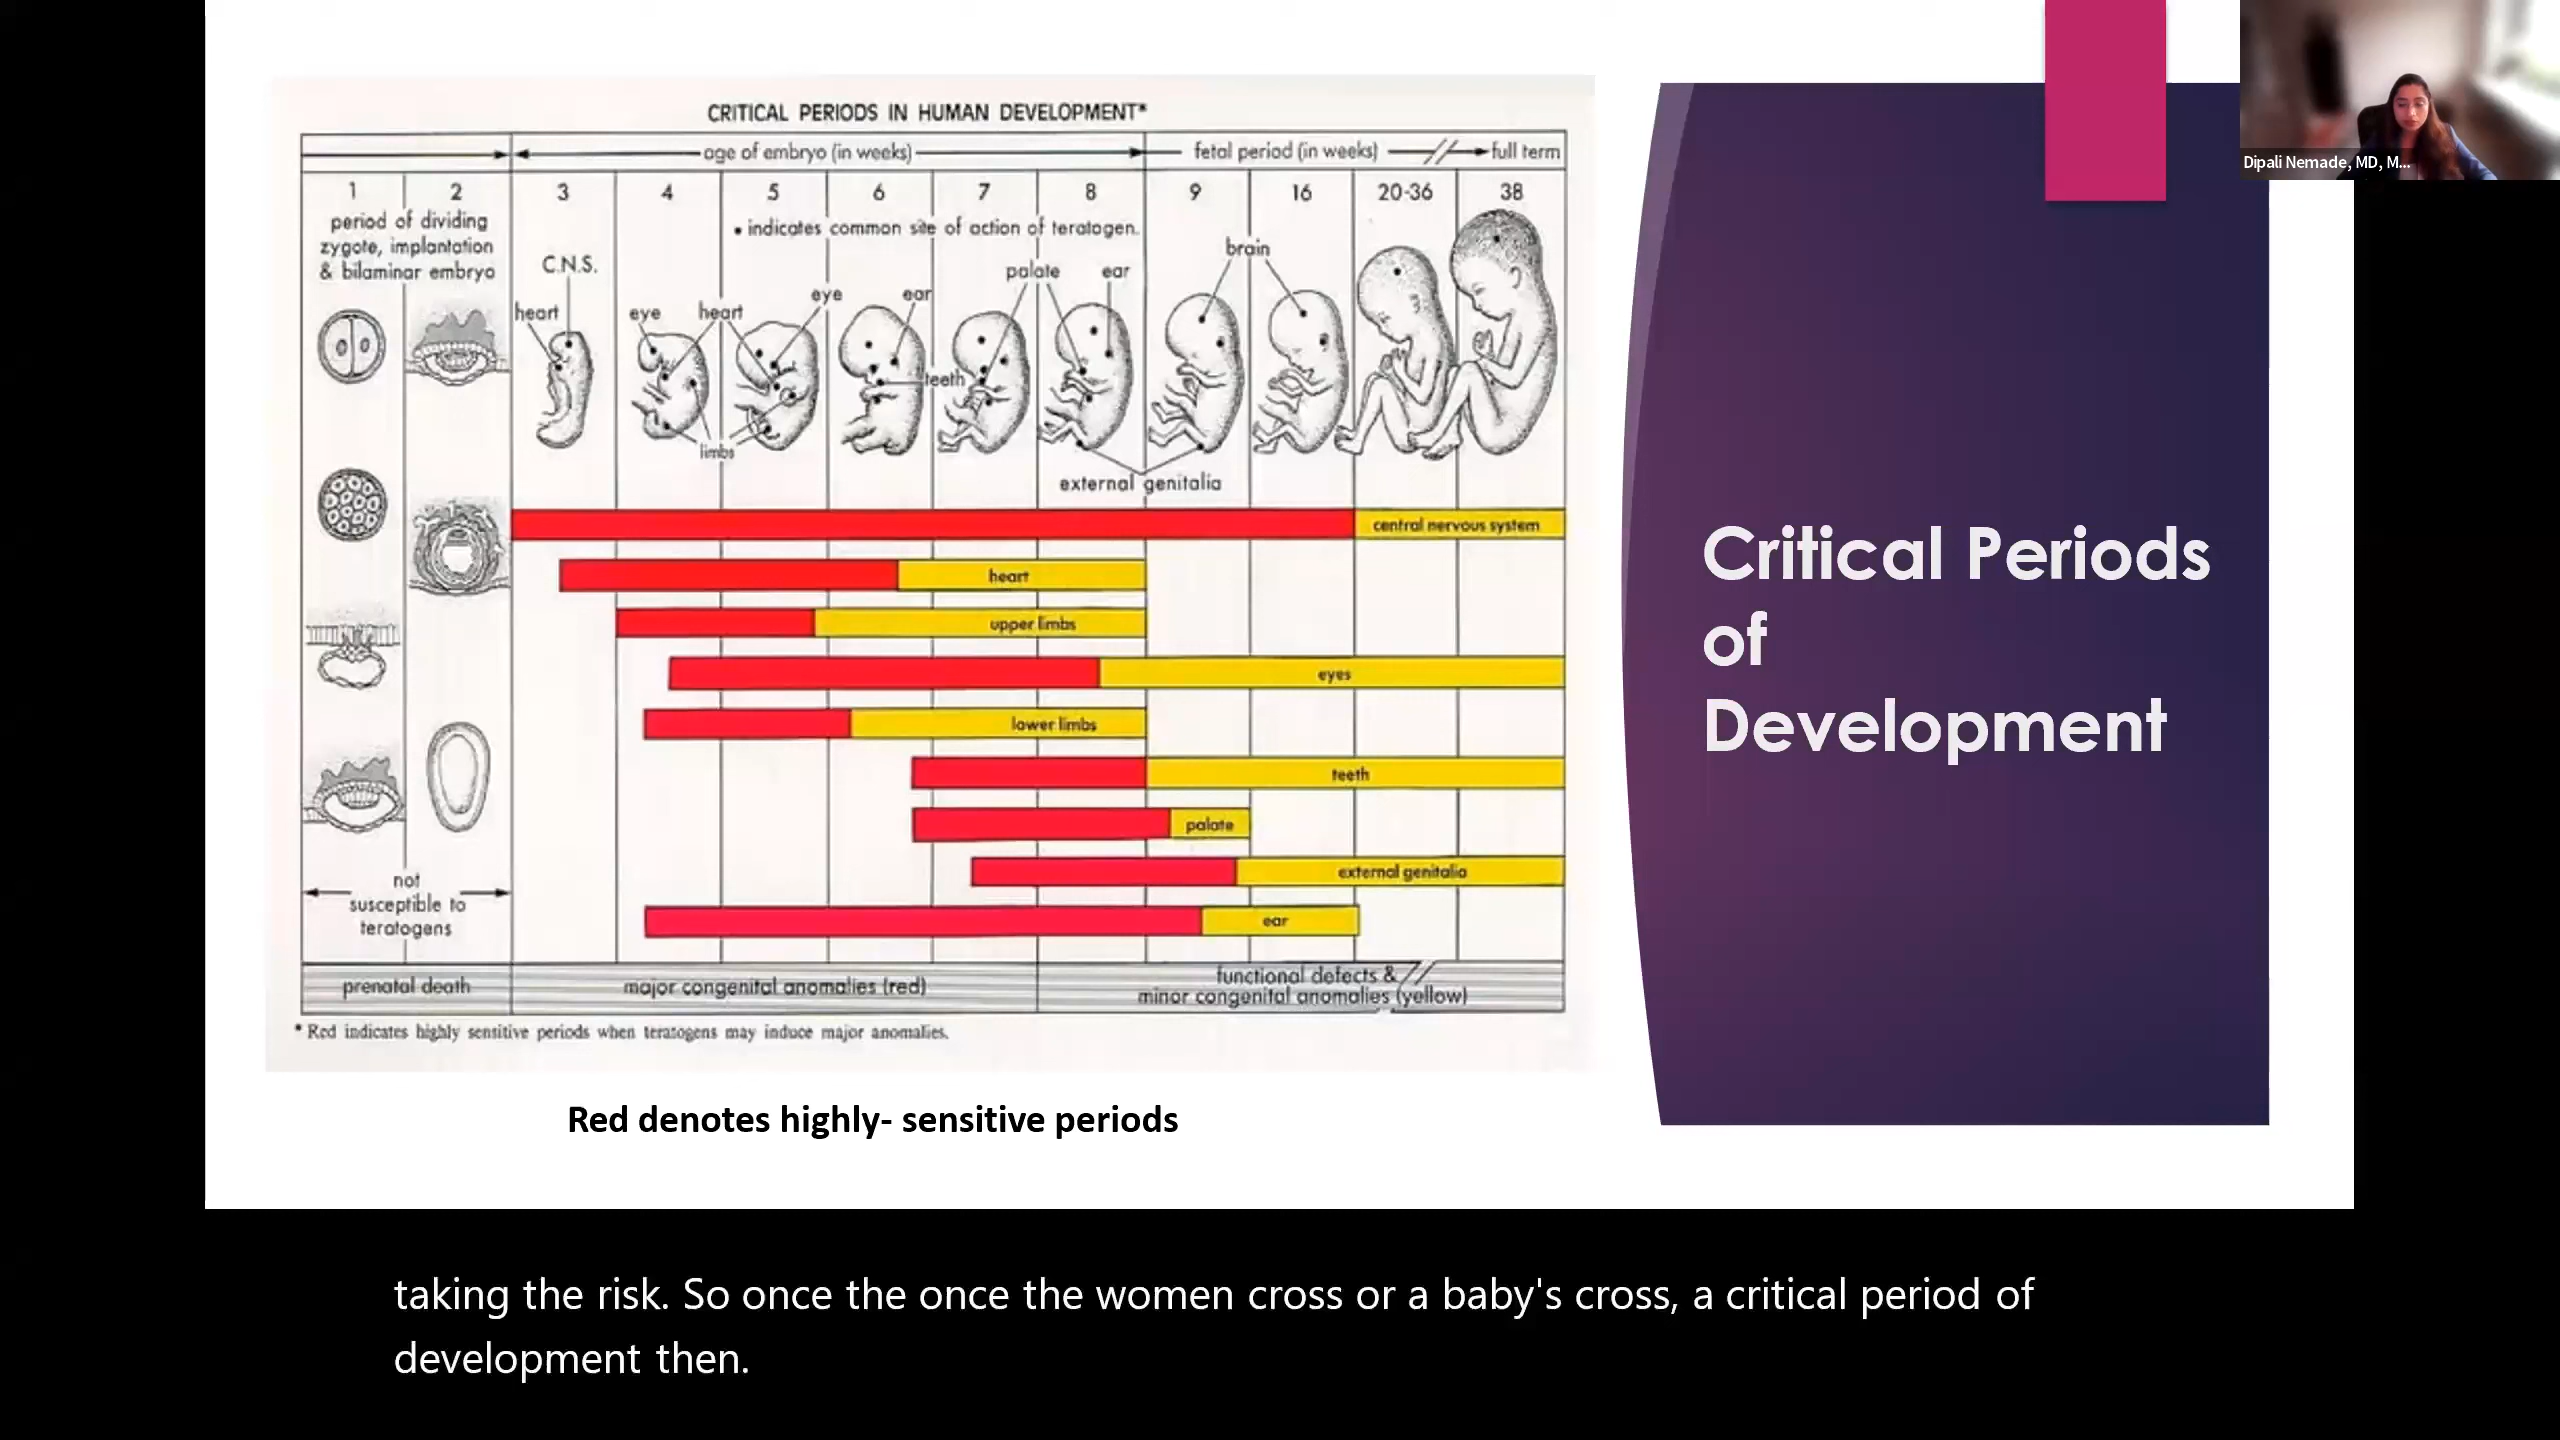 CRITICAL PERIODS IN HUMAN DEVELOPMENT*
age of embryo (in weeks)
fetal period (in weeks)
full term
1
2
3
4
5
6
7
8
9
16
20-36
38
period of dividing
zygote, implantation
& bilaminar embryo
• indicates common site of action of teratogen.
C.N.S.
heart
eye
heart
eye
ear
palate
ear
brain
teeth
limbs
external genitalia
central nervous system
heart
upper limbs
eyes
lower limbs
teeth
palate
external genitalia
ear
not
susceptible to
teratogens
prenatal death
major congenital anomalies (red)
functional defects &
minor congenital anomalies (yellow)
* Red indicates highly sensitive periods when teratogens may induce major anomalies.
Red denotes highly- sensitive periods
Critical Periods
of
Development
Dipali Nemade, MD, M...
taking the risk. So once the once the women cross or a baby's cross, a critical period of
development then.